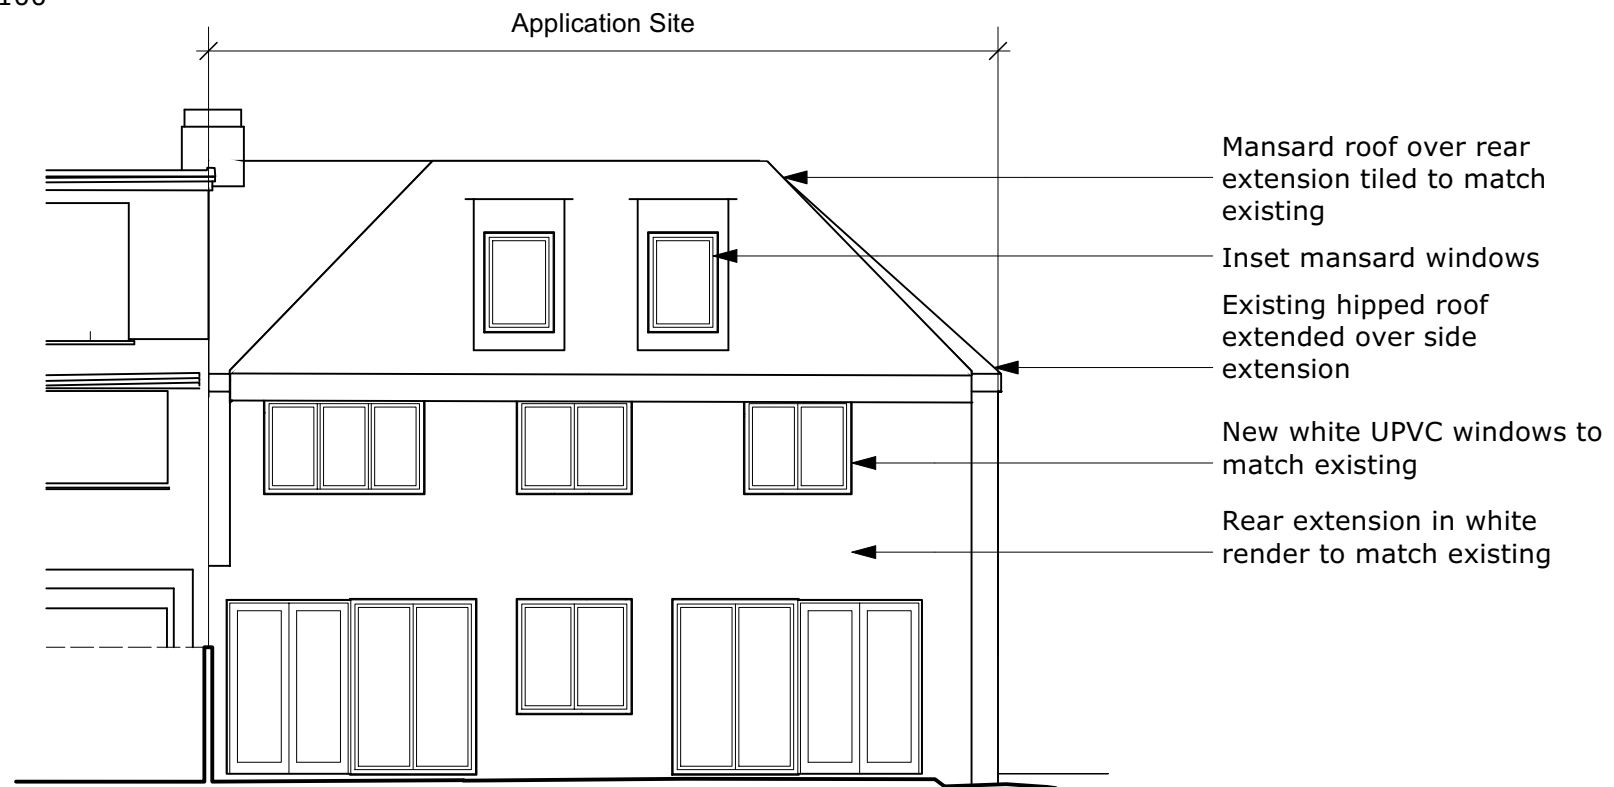 Application Site
Mansard roof over rear
extension tiled to match
existing
Inset mansard windows
Existing hipped roof
extended over side
extension
New white UPVC windows to
match existing
Rear extension in white
render to match existing